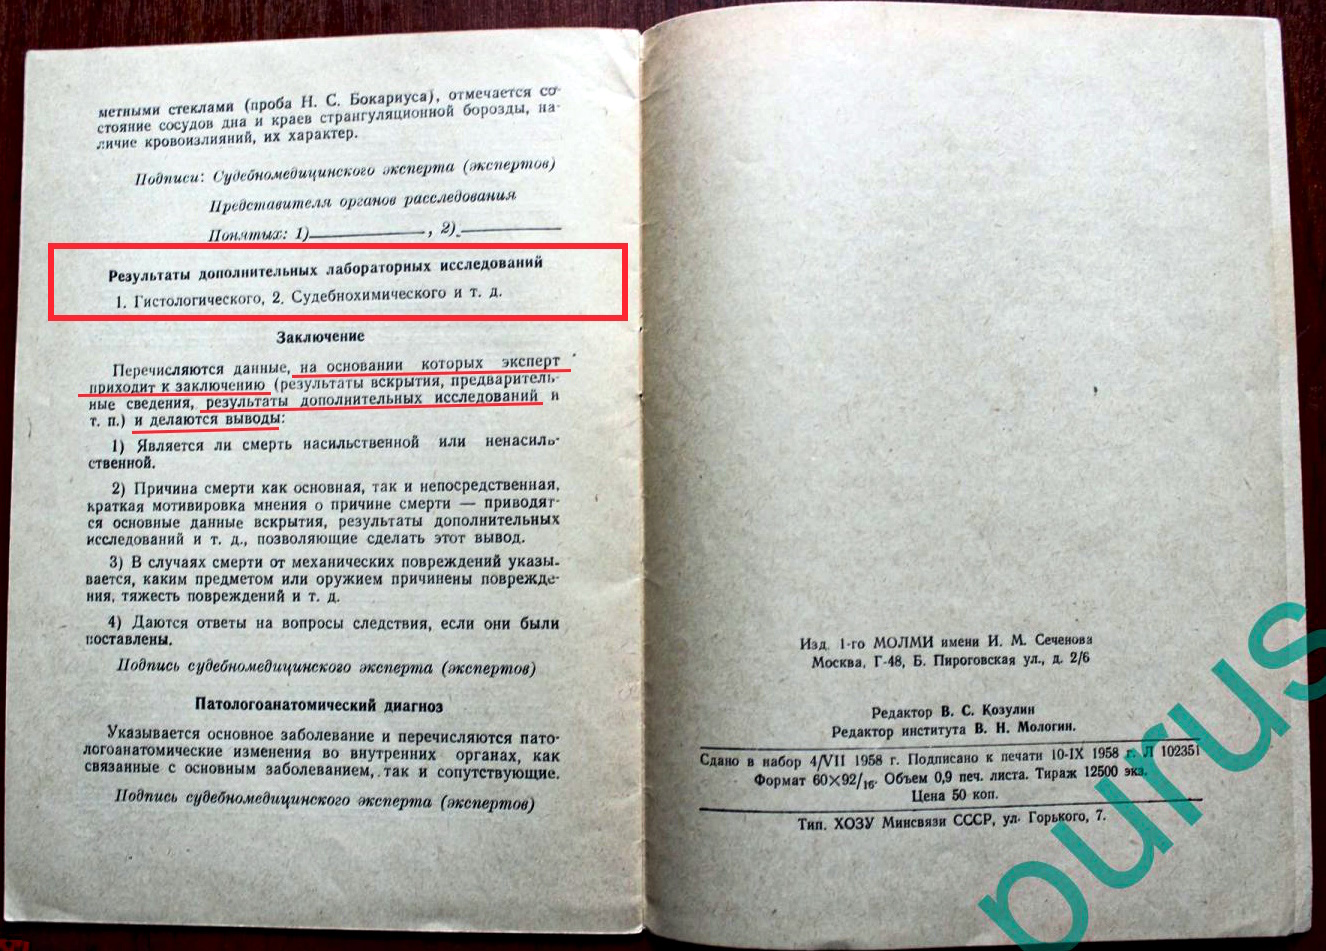 метными стеклами (проба Н. С. Бокариуса), отмечается со-
стояние сосудов дна и краев странгуляционной борозды, на-
личие кровоизлияний, их характер.
Подписи: Судебномедицинского эксперта (экспертов)
Представителя органов расследования
Понятых: 1)____________, 2)____________
Результаты дополнительных лабораторных исследований
1. Гистологического, 2. Судебнохимического и т. д.
Заключение
Перечисляются данные, на основании которых эксперт
приходит к заключению (результаты вскрытия, предваритель-
ные сведения, результаты дополнительных исследований и
т. п.) и делаются выводы:
1) Является ли смерть насильственной или ненасиль-
ственной.
2) Причина смерти как основная, так и непосредственная,
краткая мотивировка мнения о причине смерти — приводят-
ся основные данные вскрытия, результаты дополнительных
исследований и т. д., позволяющие сделать этот вывод.
3) В случаях смерти от механических повреждений указы-
вается, каким предметом или оружием причинены поврежде-
ния, тяжесть повреждений и т. д.
4) Даются ответы на вопросы следствия, если они были
поставлены.
Подпись судебномедицинского эксперта (экспертов)
Патологоанатомический диагноз
Указывается основное заболевание и перечисляются пато-
логоанатомические изменения во внутренних органах, как
связанные с основным заболеванием, так и сопутствующие.
Подпись судебномедицинского эксперта (экспертов)
Изд. 1-го МОЛМИ имени И. М. Сеченова
Москва, Г-48, Б. Пироговская ул., д. 2/6
Редактор В. С. Козулин
Редактор института В. Н. Мологин.
Сдано в набор 4/VII 1958 г. Подписано к печати 10-IX 1958 г. Л 102351
Формат 60×92/16. Объем 0,9 печ. листа. Тираж 12500 экз.
Цена 50 коп.
Тип. ХОЗУ Минсвязи СССР, ул. Горького, 7.
purus